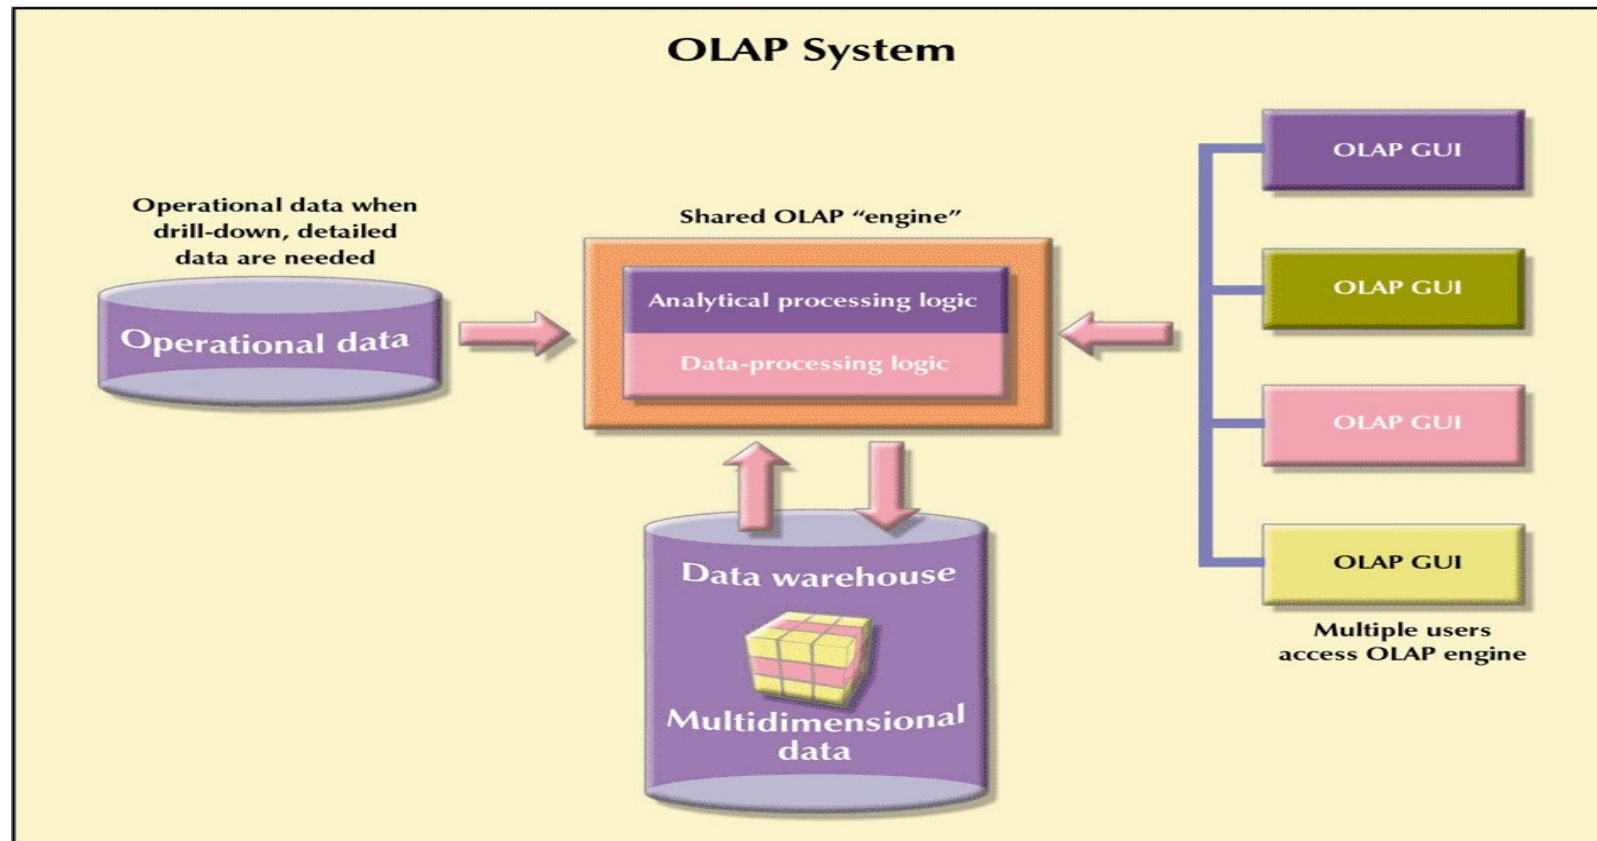 OLAP System
Operational data when
drill-down, detailed
data are needed
Operational data
Shared OLAP “engine”
Analytical processing logic
Data-processing logic
Data warehouse
Multidimensional
data
OLAP GUI
OLAP GUI
OLAP GUI
OLAP GUI
Multiple users
access OLAP engine